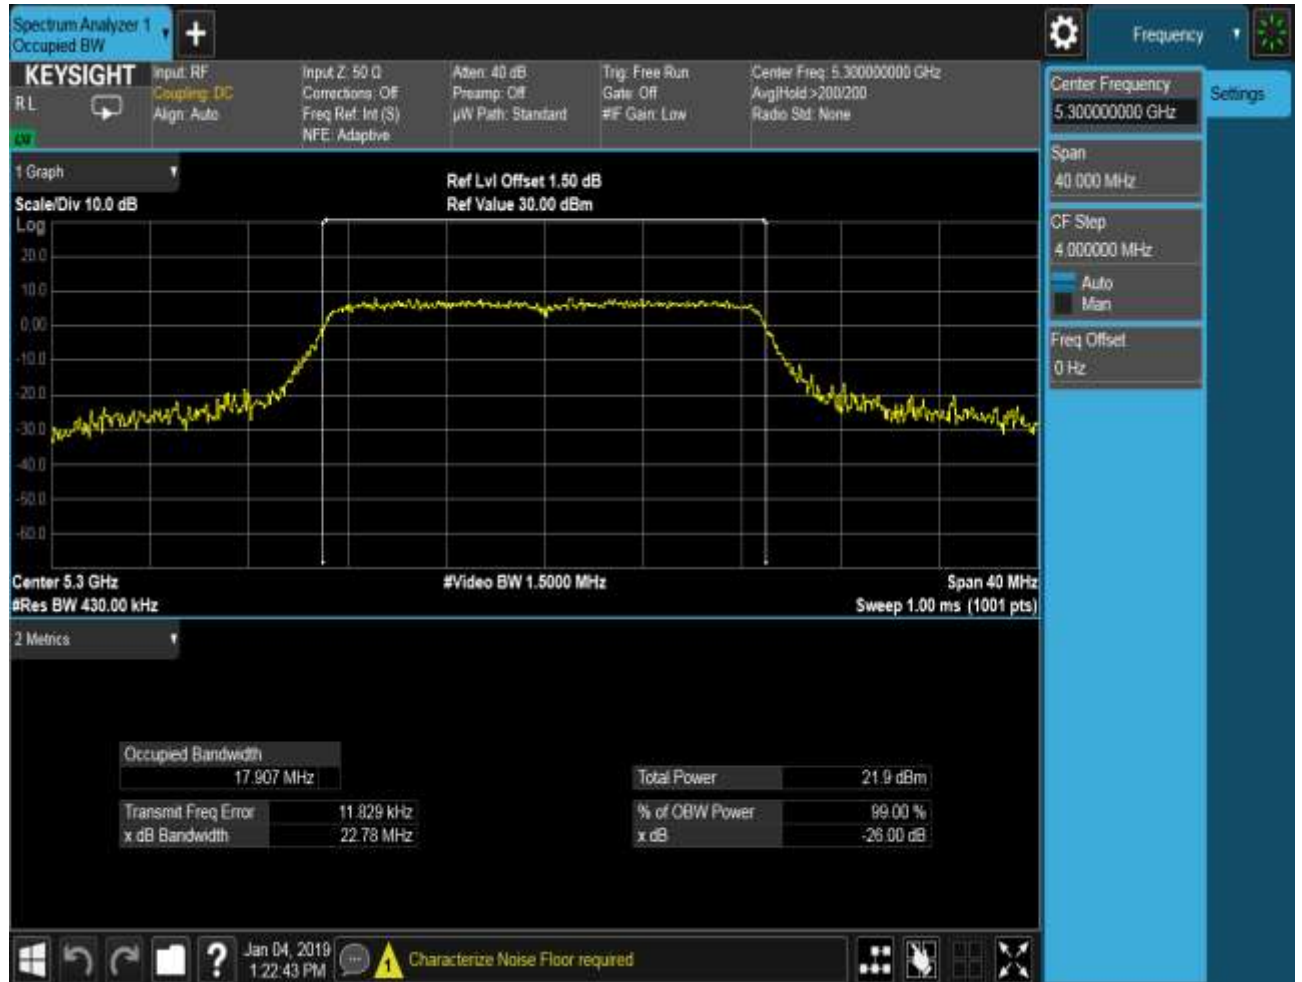 Spectrum Analyzer 1
Occupied BW
Frequency
KEYSIGHT
RL
Input: RF
Coupling: DC
Align: Auto
Input Z: 50 Ω
Corrections: Off
Freq Ref: Int (S)
NFE: Adaptive
Atten: 40 dB
Preamp: Off
µW Path: Standard
Trig: Free Run
Gate: Off
#IF Gain: Low
Center Freq: 5.300000000 GHz
Avg|Hold:>200/200
Radio Std: None
Center Frequency
5.300000000 GHz
Settings
Span
40.000 MHz
CF Step
4.000000 MHz
Auto
Man
Freq Offset
0 Hz
1 Graph
Scale/Div 10.0 dB
Ref Lvl Offset 1.50 dB
Ref Value 30.00 dBm
Log
20.0
10.0
0.00
-10.0
-20.0
-30.0
-40.0
-50.0
-60.0
Center 5.3 GHz
#Video BW 1.5000 MHz
Span 40 MHz
#Res BW 430.00 kHz
Sweep 1.00 ms (1001 pts)
2 Metrics
Occupied Bandwidth
17.907 MHz
Total Power 21.9 dBm
Transmit Freq Error 11.829 kHz
% of OBW Power 99.00 %
x dB Bandwidth 22.78 MHz
x dB -26.00 dB
?
Jan 04, 2019
1:22:43 PM
1
Characterize Noise Floor required